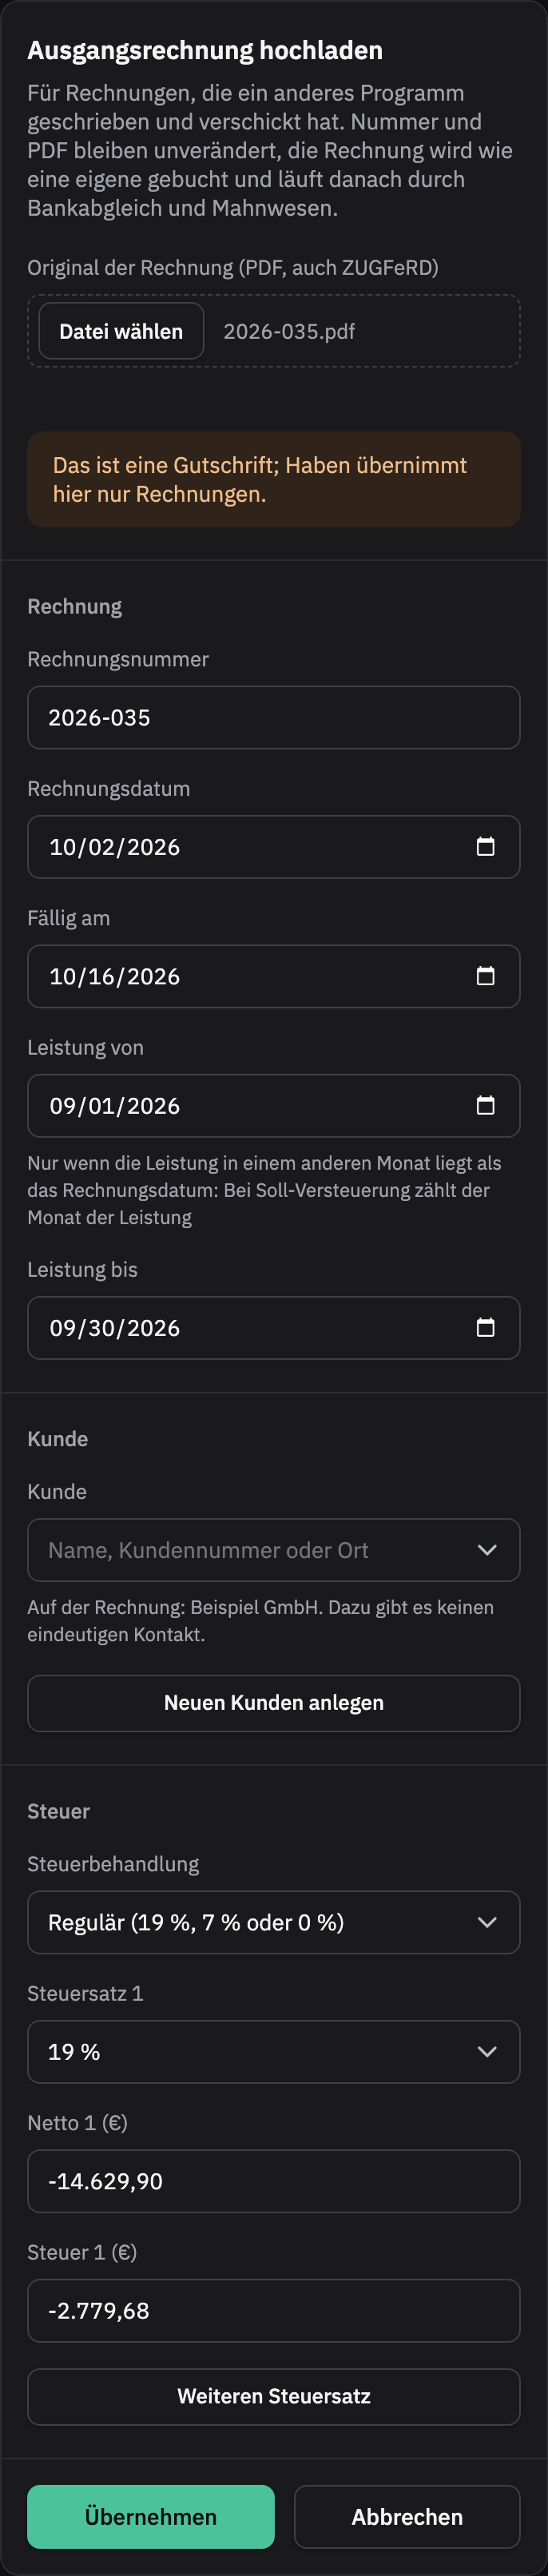 Ausgangsrechnung hochladen
Für Rechnungen, die ein anderes Programm
geschrieben und verschickt hat. Nummer und
PDF bleiben unverändert, die Rechnung wird wie
eine eigene gebucht und läuft danach durch
Bankabgleich und Mahnwesen.
Original der Rechnung (PDF, auch ZUGFeRD)
Datei wählen 2026-035.pdf
Das ist eine Gutschrift; Haben übernimmt
hier nur Rechnungen.
Rechnung
Rechnungsnummer
2026-035
Rechnungsdatum
10/02/2026
Fällig am
10/16/2026
Leistung von
09/01/2026
Nur wenn die Leistung in einem anderen Monat liegt als
das Rechnungsdatum: Bei Soll-Versteuerung zählt der
Monat der Leistung
Leistung bis
09/30/2026
Kunde
Kunde
Name, Kundennummer oder Ort
Auf der Rechnung: Beispiel GmbH. Dazu gibt es keinen
eindeutigen Kontakt.
Neuen Kunden anlegen
Steuer
Steuerbehandlung
Regulär (19 %, 7 % oder 0 %)
Steuersatz 1
19 %
Netto 1 (€)
-14.629,90
Steuer 1 (€)
-2.779,68
Weiteren Steuersatz
Übernehmen Abbrechen